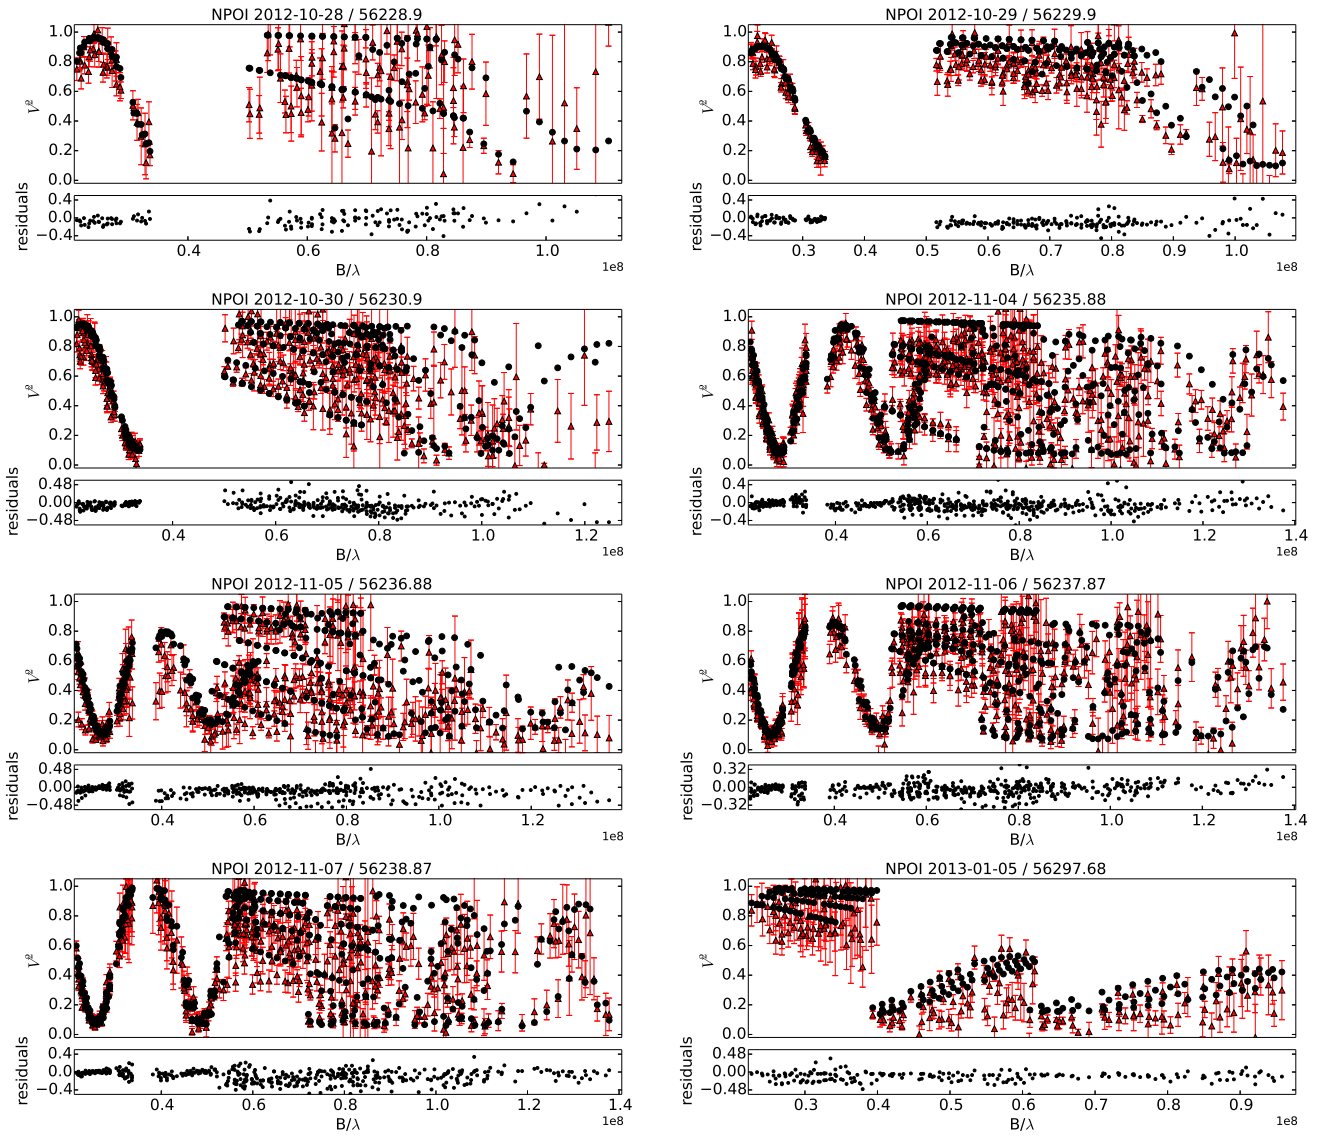 NPOI 2012-10-28 / 56228.9
1.0
0.8
0.6
0.4
0.2
0.0
V²
0.4
0.0
−0.4
residuals
0.4 0.6 0.8 1.0
B/λ
1e8
NPOI 2012-10-29 / 56229.9
1.0
0.8
0.6
0.4
0.2
0.0
V²
0.4
0.0
−0.4
residuals
0.3 0.4 0.5 0.6 0.7 0.8 0.9 1.0
B/λ
1e8
NPOI 2012-10-30 / 56230.9
1.0
0.8
0.6
0.4
0.2
0.0
V²
0.48
0.00
−0.48
residuals
0.4 0.6 0.8 1.0 1.2
B/λ
1e8
NPOI 2012-11-04 / 56235.88
1.0
0.8
0.6
0.4
0.2
0.0
V²
0.4
0.0
−0.4
residuals
0.4 0.6 0.8 1.0 1.2 1.4
B/λ
1e8
NPOI 2012-11-05 / 56236.88
1.0
0.8
0.6
0.4
0.2
0.0
V²
0.48
0.00
−0.48
residuals
0.4 0.6 0.8 1.0 1.2
B/λ
1e8
NPOI 2012-11-06 / 56237.87
1.0
0.8
0.6
0.4
0.2
0.0
V²
0.32
0.00
−0.32
residuals
0.4 0.6 0.8 1.0 1.2 1.4
B/λ
1e8
NPOI 2012-11-07 / 56238.87
1.0
0.8
0.6
0.4
0.2
0.0
V²
0.4
0.0
−0.4
residuals
0.4 0.6 0.8 1.0 1.2 1.4
B/λ
1e8
NPOI 2013-01-05 / 56297.68
1.0
0.8
0.6
0.4
0.2
0.0
V²
0.48
0.00
−0.48
residuals
0.3 0.4 0.5 0.6 0.7 0.8 0.9
B/λ
1e8